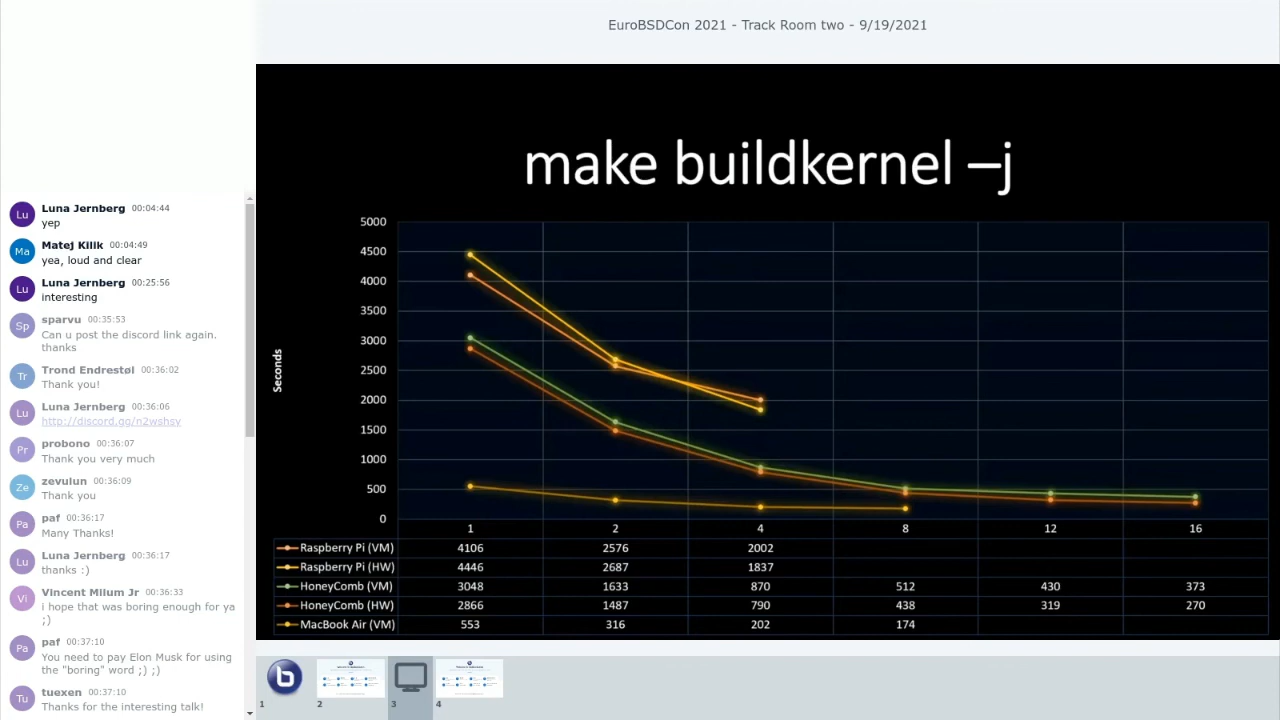 EuroBSDCon 2021 - Track Room two - 9/19/2021
Lu Luna Jernberg 00:04:44
yep
Ma Matej Kilik 00:04:49
yea, loud and clear
Lu Luna Jernberg 00:25:56
interesting
Sp sparvu 00:35:53
Can u post the discord link again.
thanks
Tr Trond Endrestøl 00:36:02
Thank you!
Lu Luna Jernberg 00:36:06
http://discord.gg/n2wshsy
Pr probono 00:36:07
Thank you very much
Ze zevulun 00:36:09
Thank you
Pa paf 00:36:17
Many Thanks!
Lu Luna Jernberg 00:36:17
thanks :)
Vi Vincent Milum Jr 00:36:33
i hope that was boring enough for ya
;)
Pa paf 00:37:10
You need to pay Elon Musk for using
the "boring" word ;) ;)
Tu tuexen 00:37:10
Thanks for the interesting talk!
make buildkernel –j
Seconds
5000
4500
4000
3500
3000
2500
2000
1500
1000
500
0
1 2 4 8 12 16
Raspberry Pi (VM) 4106 2576 2002
Raspberry Pi (HW) 4446 2687 1837
HoneyComb (VM) 3048 1633 870 512 430 373
HoneyComb (HW) 2866 1487 790 438 319 270
MacBook Air (VM) 553 316 202 174
b
1 2 3 4